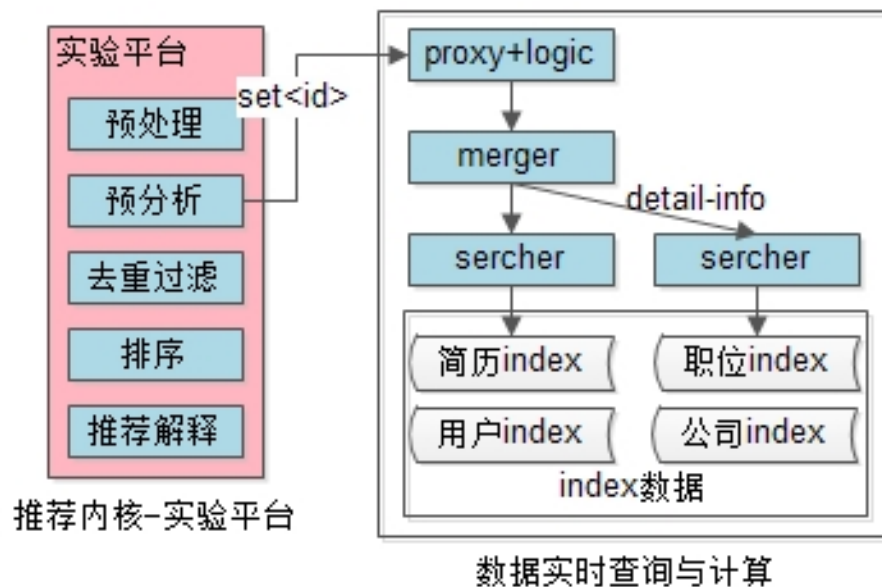 实验平台
预处理
预分析
去重过滤
排序
推荐解释
推荐内核-实验平台
set<id>
proxy+logic
merger
detail-info
sercher
sercher
简历index
职位index
用户index
公司index
index数据
数据实时查询与计算